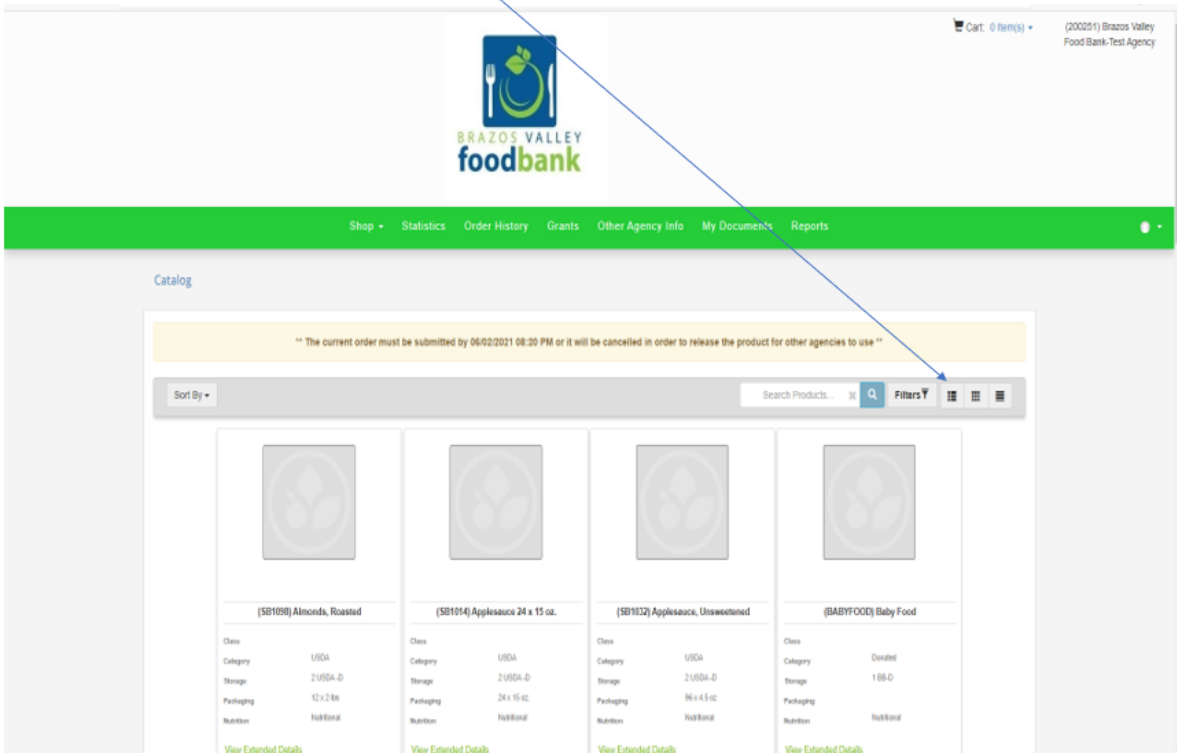 Cart: 0 Item(s)
(200251) Brazos Valley
Food Bank-Test Agency
BRAZOS VALLEY
foodbank
Shop Statistics Order History Grants Other Agency Info My Documents Reports
Catalog
** The current order must be submitted by 06/02/2021 08:20 PM or it will be cancelled in order to release the product for other agencies to use **
Sort By Search Products... Filters
(SB1098) Almonds, Roasted
Class
Category USDA
Storage 2 USDA -D
Packaging 12 x 2 lbs
Nutrition Nutritional
View Extended Details
(SB1014) Applesauce 24 x 15 oz.
Class
Category USDA
Storage 2 USDA -D
Packaging 24 x 15 oz
Nutrition Nutritional
View Extended Details
(SB1032) Applesauce, Unsweetened
Class
Category USDA
Storage 2 USDA -D
Packaging 96 x 4.5 oz
Nutrition Nutritional
View Extended Details
(BABYFOOD) Baby Food
Class
Category Donated
Storage 1 BB-D
Packaging
Nutrition Nutritional
View Extended Details